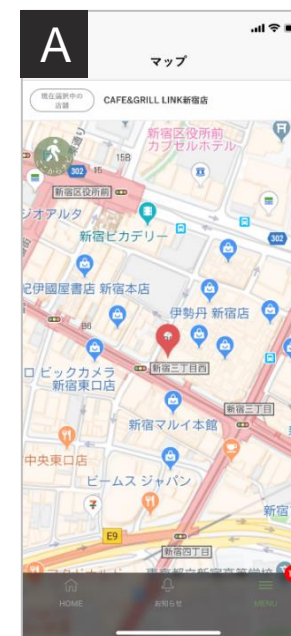 A
マップ
現在選択中の
店舗
CAFE&GRILL LINK新宿店
新宿区役所前
カプセルホテル
15B
302
15
新宿区役所前
ジオアルタ
新宿ピカデリー
302
紀伊國屋書店 新宿本店
伊勢丹 新宿店
B6
ロ ビックカメラ
新宿東口店
新宿三丁目西
新宿三丁目
新宿マルイ本館
中央東口店
ビームス ジャパン
新宿
E9
新宿四丁目
HOME
お知らせ
MENU